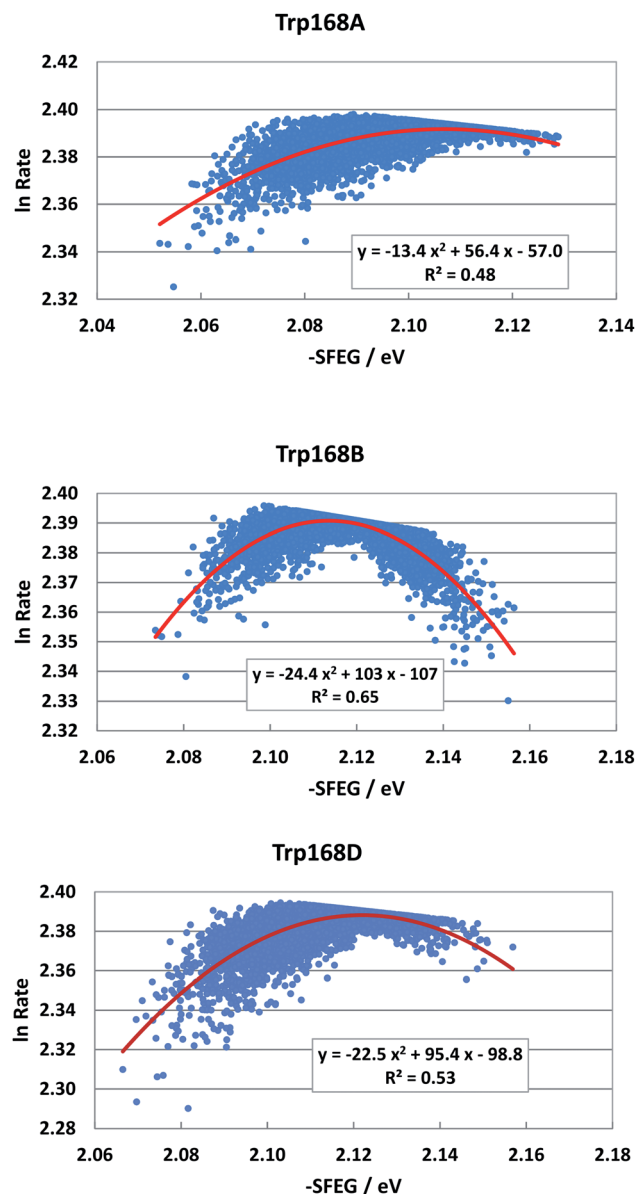 Trp168A
2.42
2.40
2.38
2.36
2.34
2.32
ln Rate
y = -13.4 x² + 56.4 x - 57.0
R² = 0.48
2.04 2.06 2.08 2.10 2.12 2.14
-SFEG / eV
Trp168B
2.40
2.39
2.38
2.37
2.36
2.35
2.34
2.33
2.32
ln Rate
y = -24.4 x² + 103 x - 107
R² = 0.65
2.06 2.08 2.10 2.12 2.14 2.16 2.18
-SFEG / eV
Trp168D
2.40
2.38
2.36
2.34
2.32
2.30
2.28
ln Rate
y = -22.5 x² + 95.4 x - 98.8
R² = 0.53
2.06 2.08 2.10 2.12 2.14 2.16 2.18
-SFEG / eV